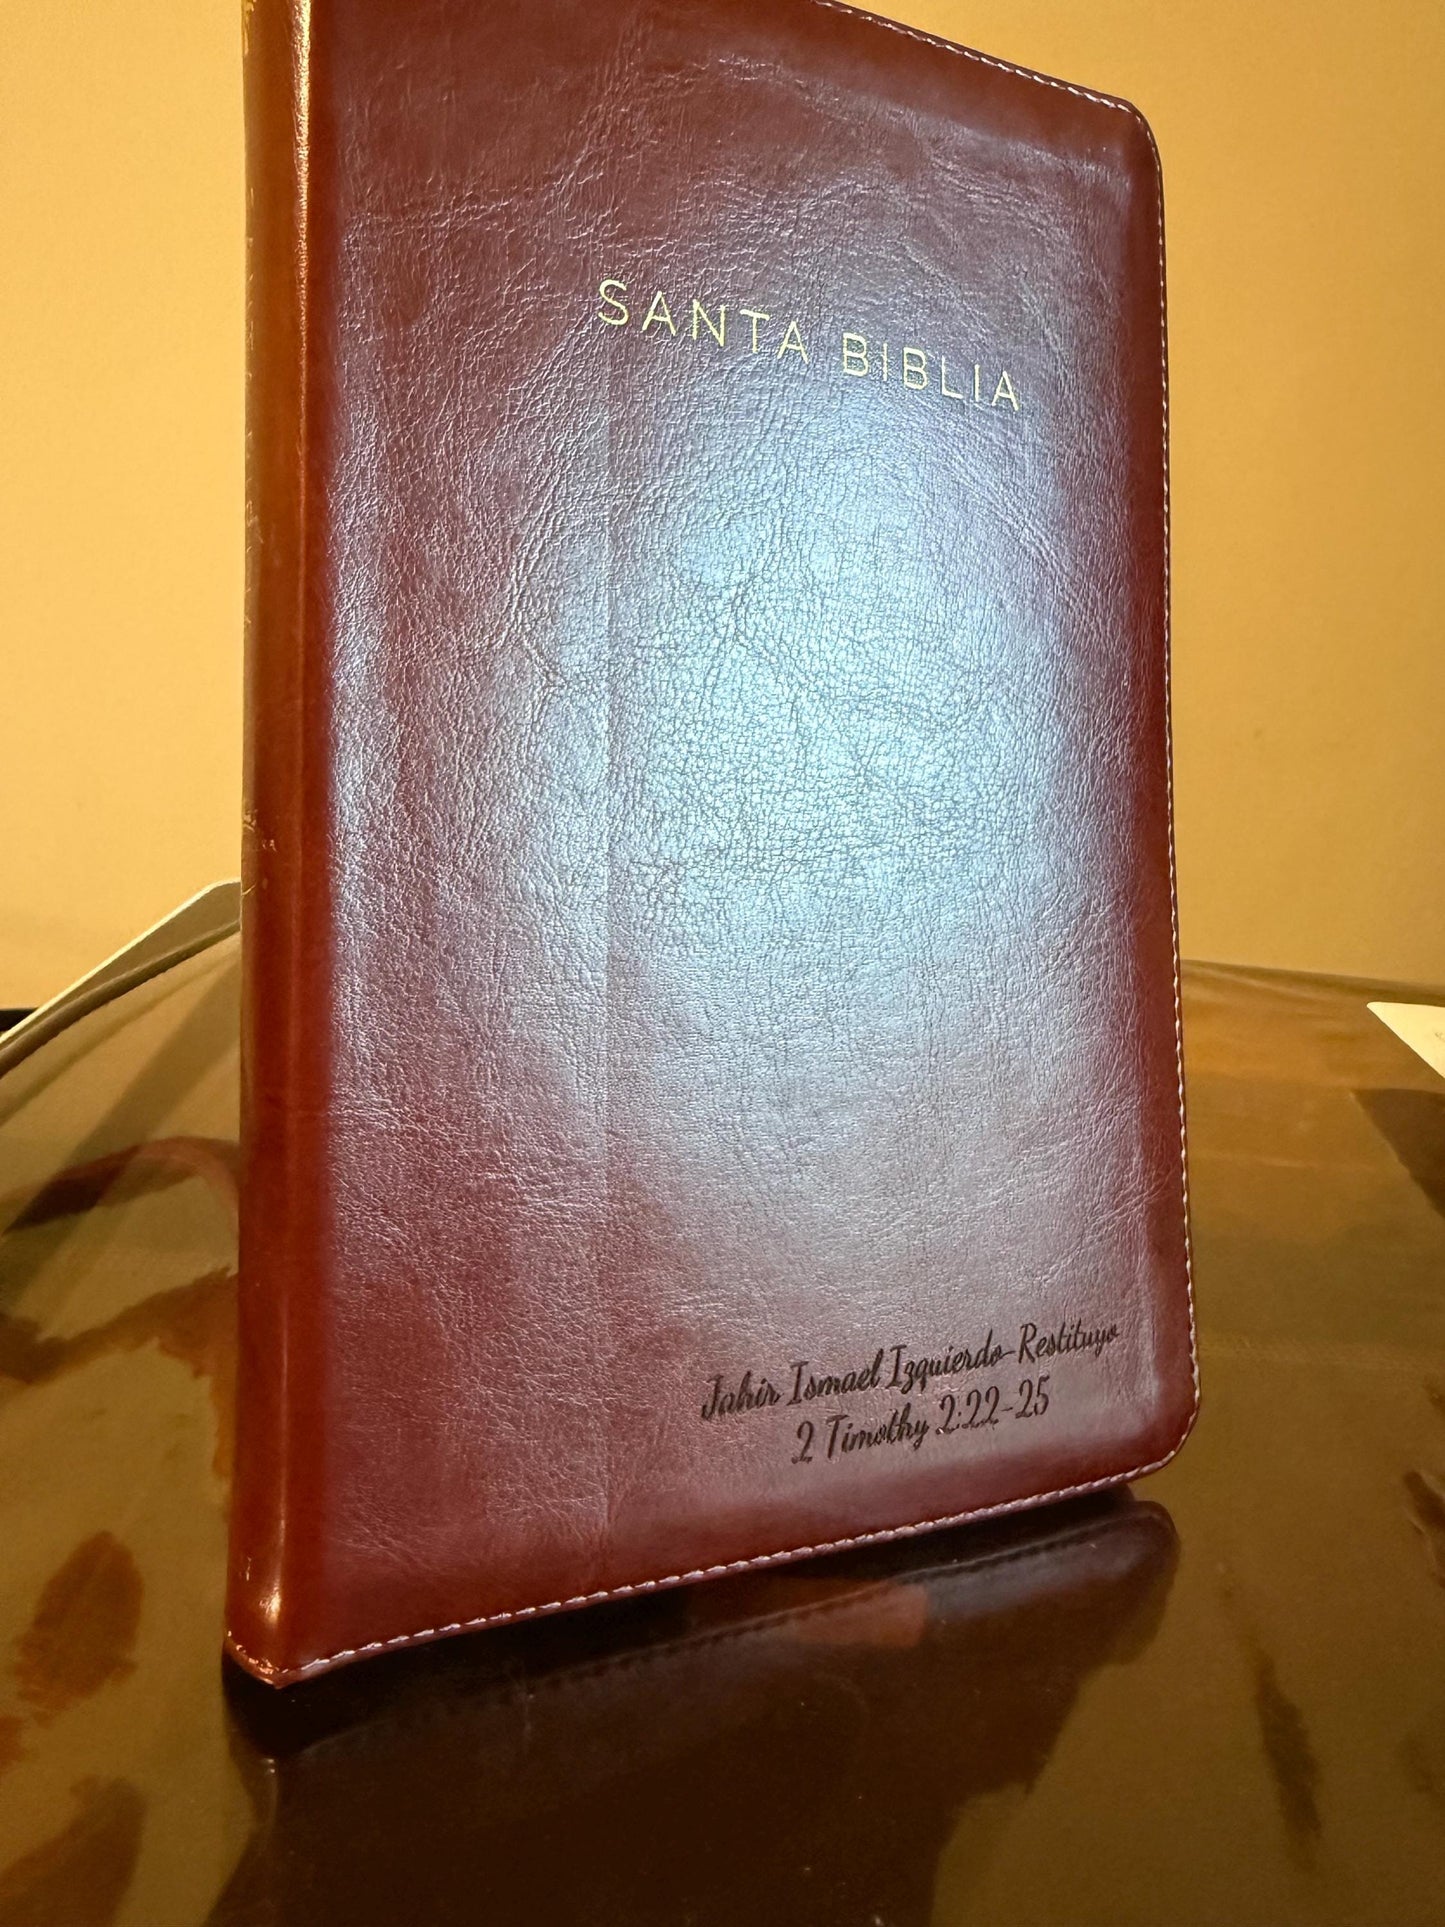 SANTA BIBLIA
Jahir Ismael Izquierdo-Restituyo
2 Timothy 2:22-25